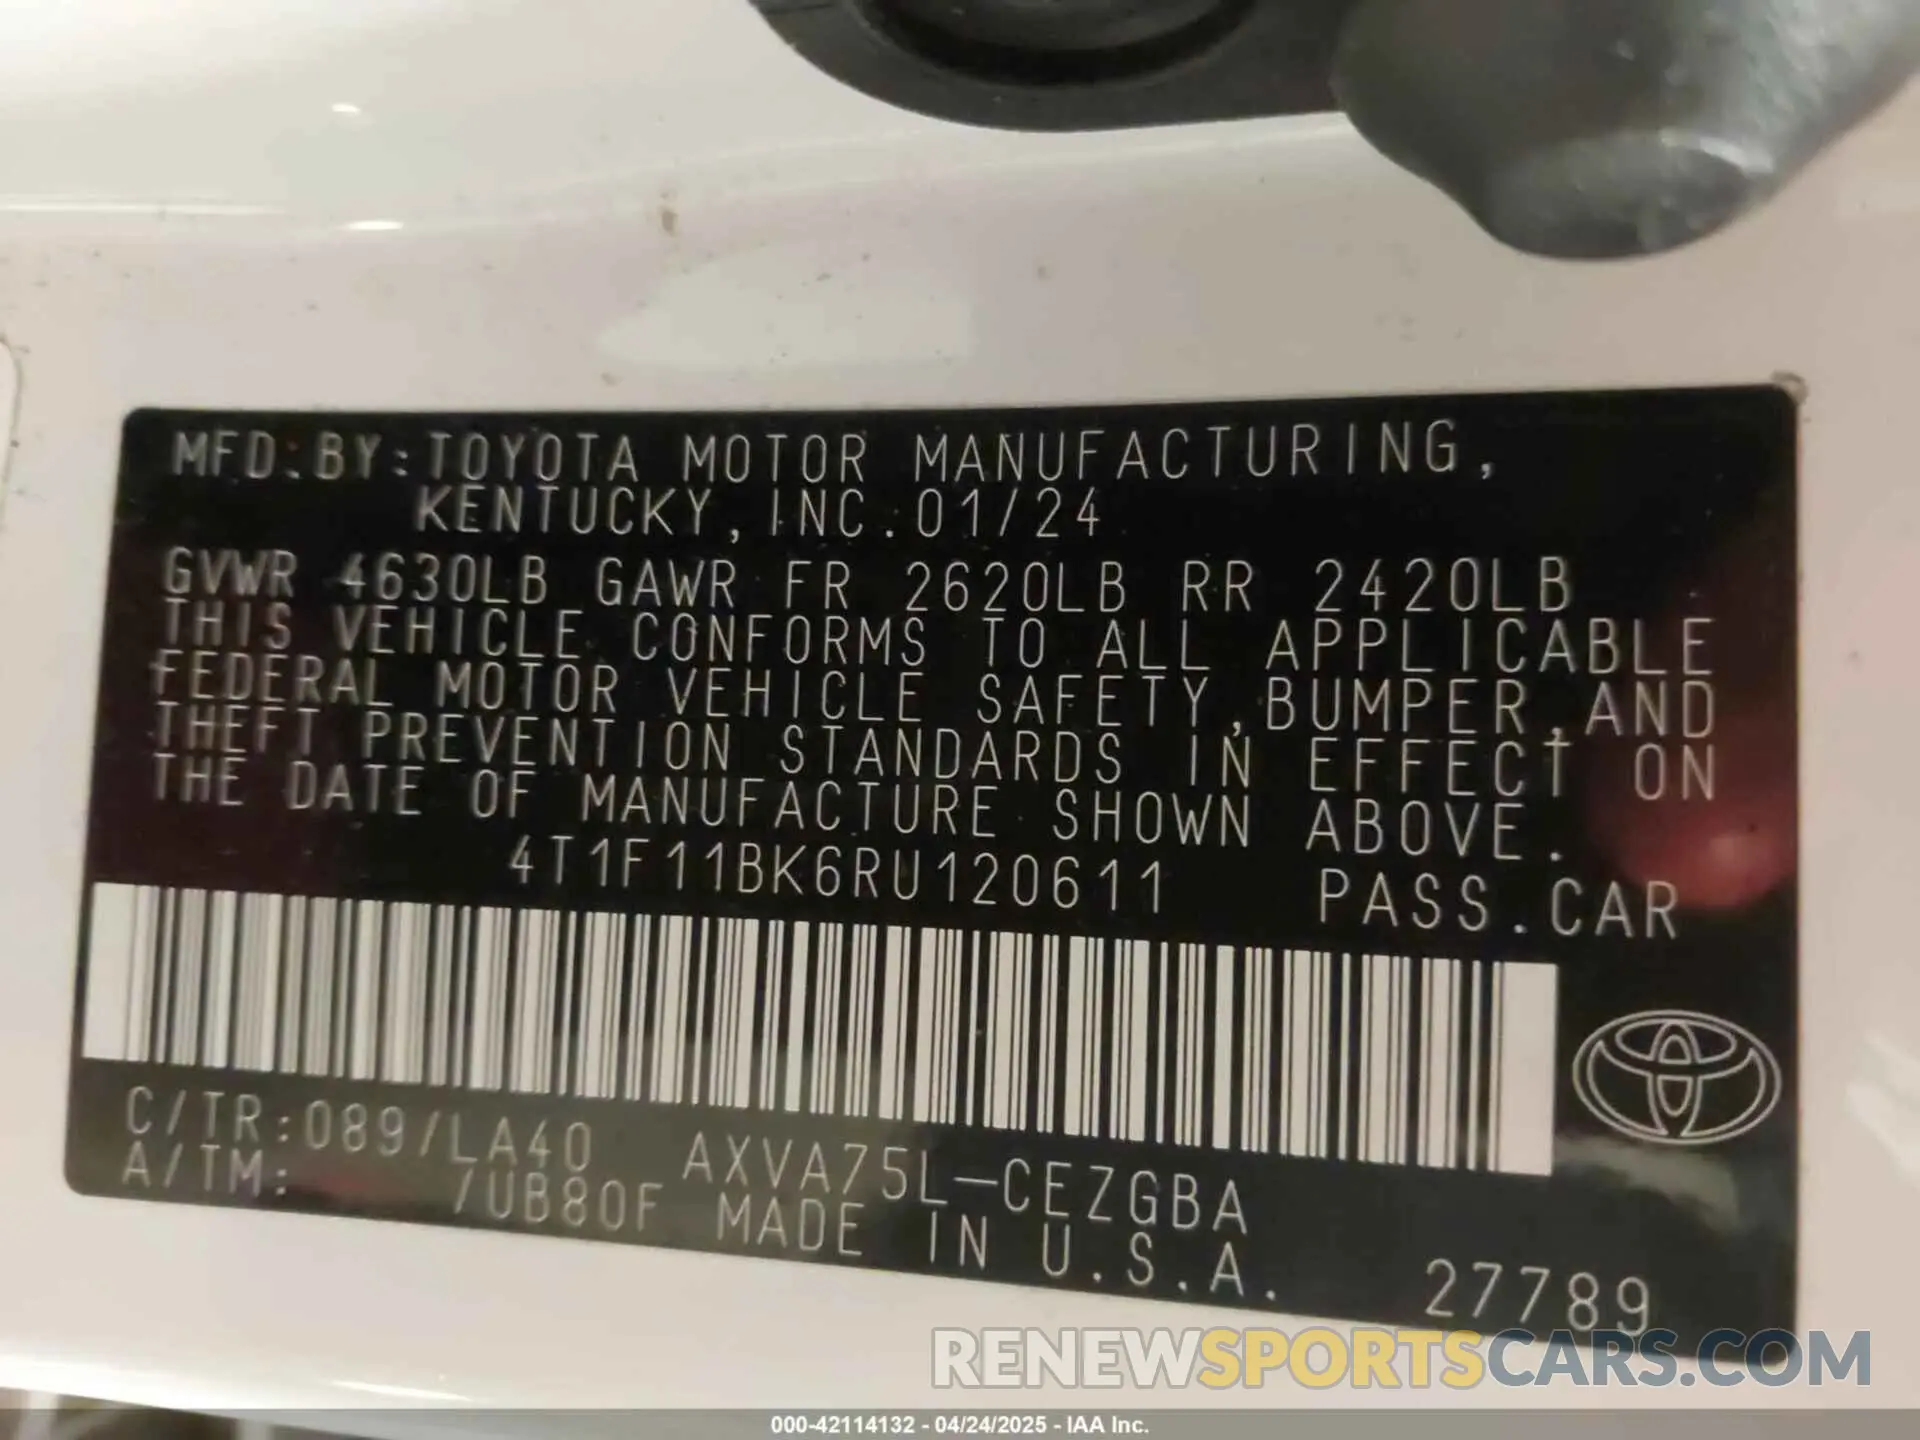 MFD.BY:TOYOTA MOTOR MANUFACTURING,
KENTUCKY, INC. 01/24
GVWR 4630LB GAWR FR 2620LB RR 2420LB
THIS VEHICLE CONFORMS TO ALL APPLICABLE
FEDERAL MOTOR VEHICLE SAFETY,BUMPER,AND
THEFT PREVENTION STANDARDS IN EFFECT ON
THE DATE OF MANUFACTURE SHOWN ABOVE.
4T1F11BK6RU120611 PASS.CAR
C/TR:089/LA40 AXVA75L-CEZGBA
A/TM: /UB80F MADE IN U.S.A.
27789
RENEWSPORTSCARS.COM
000-42114132 - 04/24/2025 - IAA Inc.